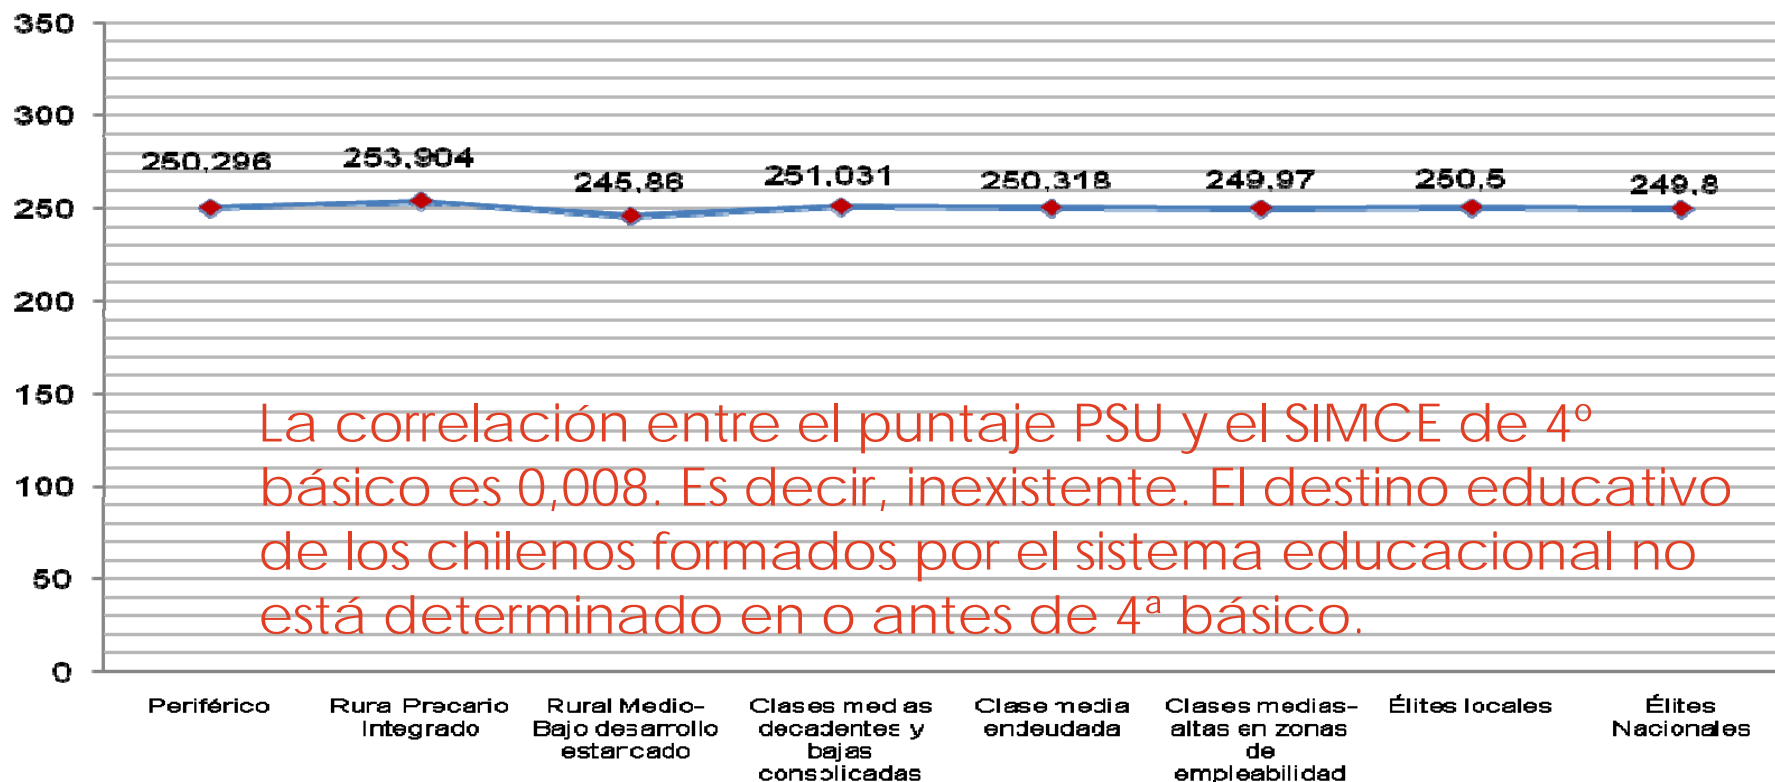 350
300
250
200
150
100
50
0
250,296
253,904
245,86
251,031
250,318
249,97
250,5
249,8
La correlación entre el puntaje PSU y el SIMCE de 4º
básico es 0,008. Es decir, inexistente. El destino educativo
de los chilenos formados por el sistema educacional no
está determinado en o antes de 4ª básico.
Periférico
Rura Precario
Integrado
Rural Medio-
Bajo desarrollo
estancado
Clases medias
decadentes y
bajas
consolicadas
Clase media
endeudada
Clases medias-
altas en zonas
de
empleabilidad
Élites locales
Élites
Nacionales